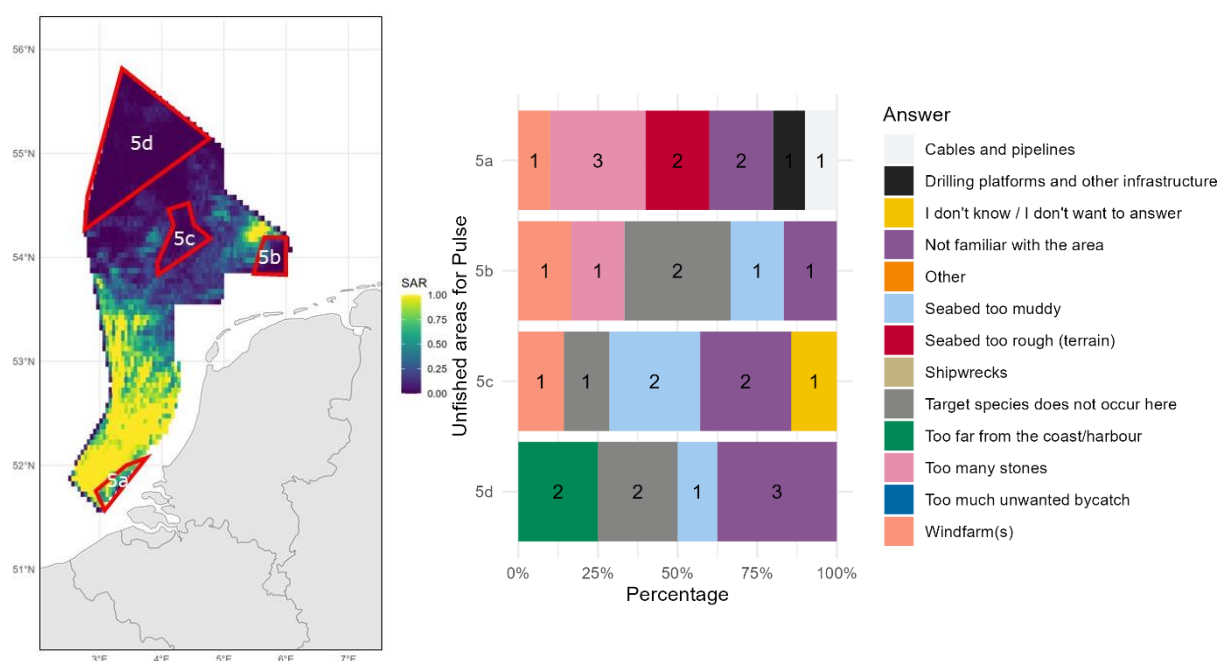 56°N
55°N
54°N
53°N
52°N
51°N
3°E 4°E 5°E 6°E 7°E
5d
5c
5b
5a
SAR
1.00
0.75
0.50
0.25
0.00
Unfished areas for Pulse
5a 1 3 2 2 1 1
5b 1 1 2 1 1
5c 1 1 2 2 1
5d 2 2 1 3
0% 25% 50% 75% 100%
Percentage
Answer
Cables and pipelines
Drilling platforms and other infrastructure
I don't know / I don't want to answer
Not familiar with the area
Other
Seabed too muddy
Seabed too rough (terrain)
Shipwrecks
Target species does not occur here
Too far from the coast/harbour
Too many stones
Too much unwanted bycatch
Windfarm(s)